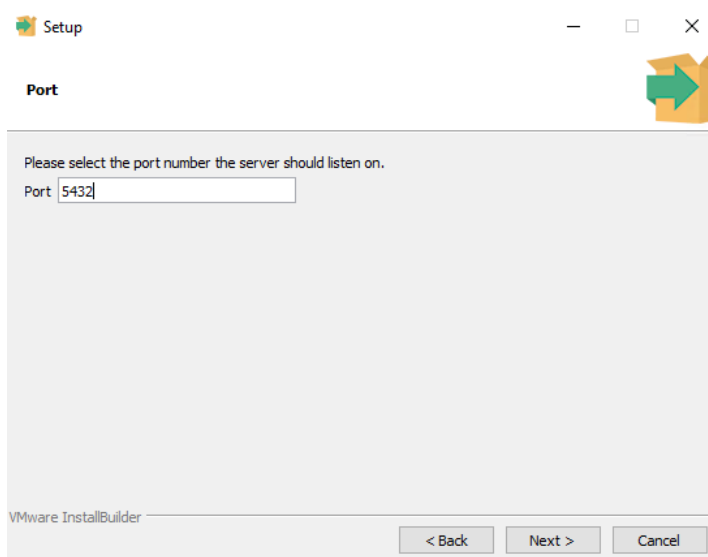 Setup
Port
Please select the port number the server should listen on.
Port 5432
VMware InstallBuilder
< Back Next > Cancel